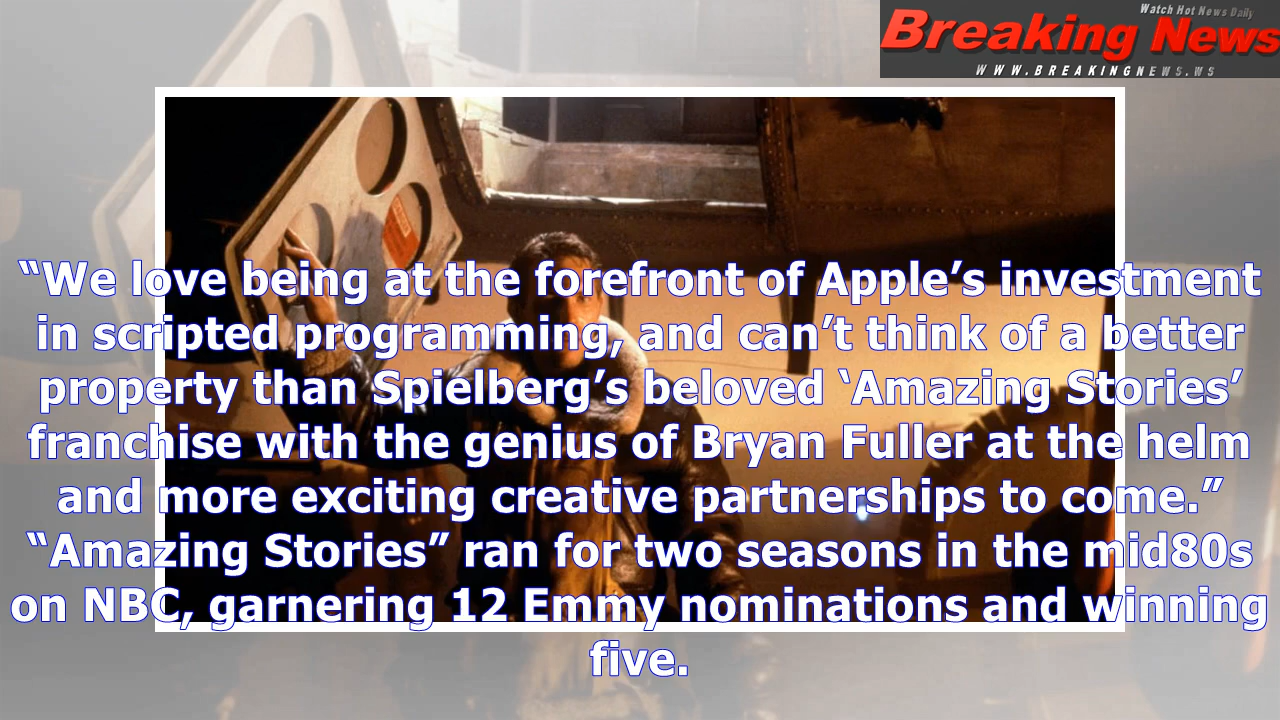 Watch Hot News Daily
Breaking News
WWW.BREAKINGNEWS.WS
“We love being at the forefront of Apple’s investment
in scripted programming, and can’t think of a better
property than Spielberg’s beloved ‘Amazing Stories’
franchise with the genius of Bryan Fuller at the helm
and more exciting creative partnerships to come.”
“Amazing Stories” ran for two seasons in the mid80s
on NBC, garnering 12 Emmy nominations and winning
five.